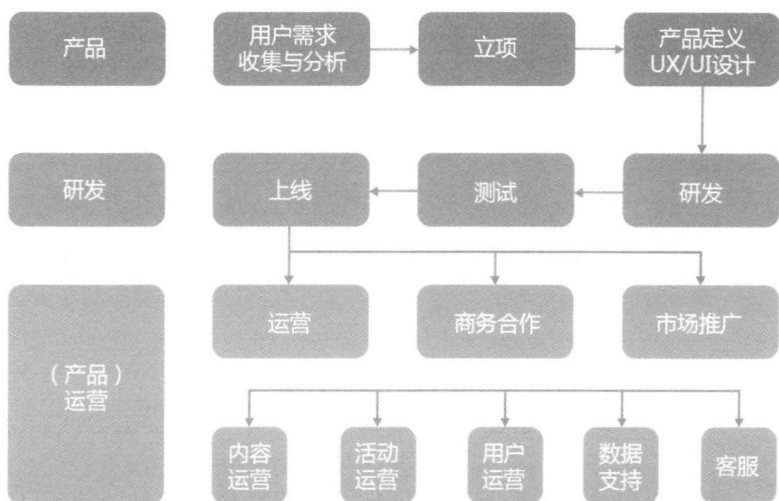 产品
用户需求
收集与分析
立项
产品定义
UX/UI设计
研发
上线
测试
研发
（产品）
运营
运营
商务合作
市场推广
内容
运营
活动
运营
用户
运营
数据
支持
客服